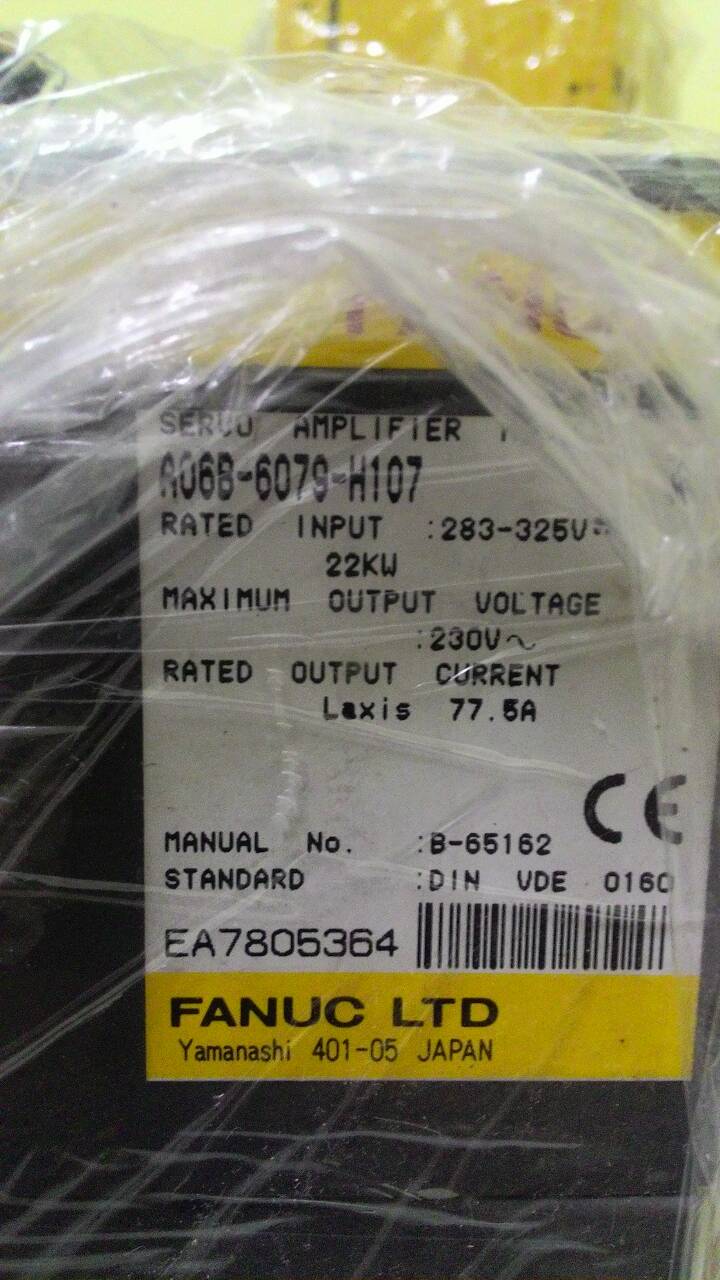 SERVO AMPLIFIER
A06B-6079-H107
RATED INPUT :283-325V⎓
22KW
MAXIMUM OUTPUT VOLTAGE
:230V～
RATED OUTPUT CURRENT
Laxis 77.5A
CE
MANUAL No. :B-65162
STANDARD :DIN VDE 0160
EA7805364
FANUC LTD
Yamanashi 401-05 JAPAN